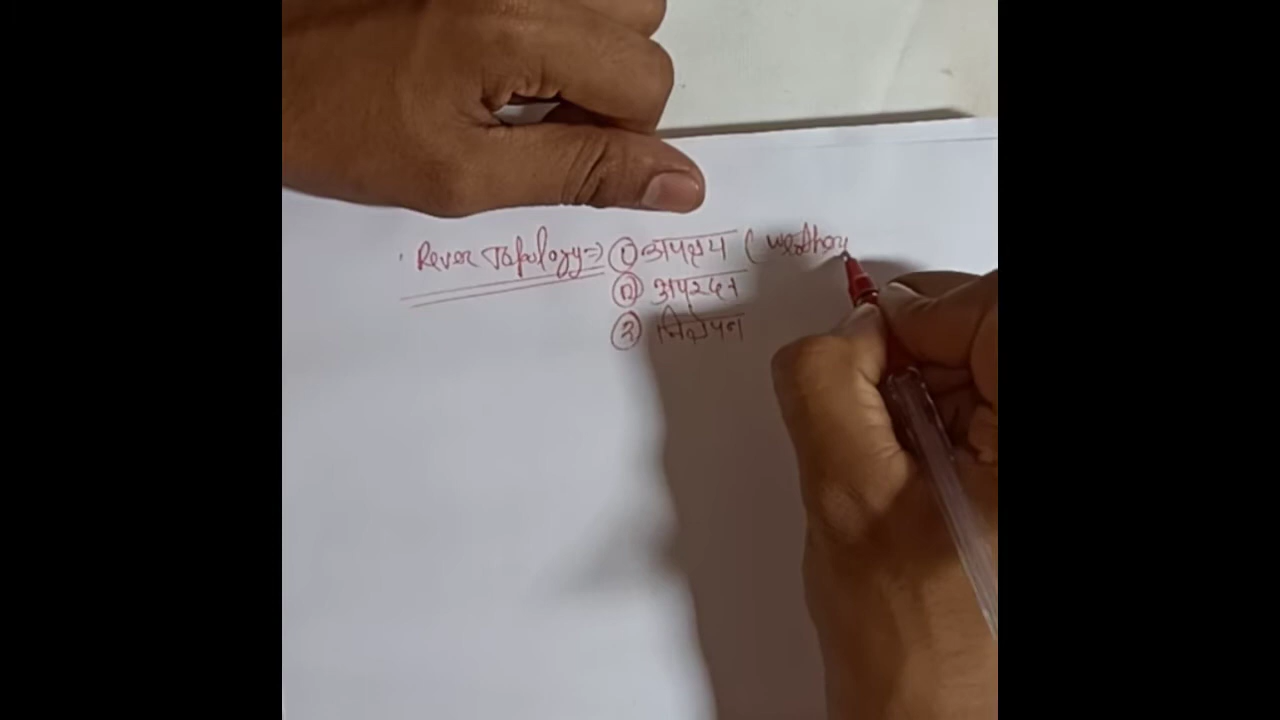 Rever Topology => ① अपक्षय ( weather
② अपरदन
③ निक्षेपण